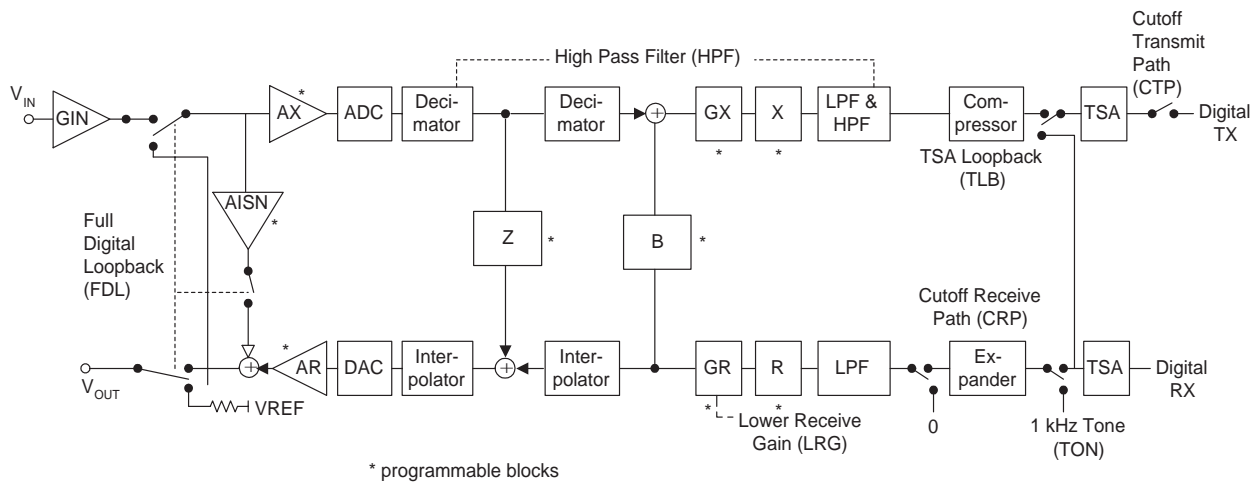 High Pass Filter (HPF)
Cutoff
Transmit
Path
(CTP)
VIN
GIN
AX
*
ADC
Deci-
mator
Deci-
mator
+
GX
*
X
*
LPF &
HPF
Com-
pressor
TSA
Digital
TX
TSA Loopback
(TLB)
AISN
*
Full
Digital
Loopback
(FDL)
Z
*
B
*
Cutoff Receive
Path (CRP)
VOUT
+
*
AR
DAC
Inter-
polator
+
Inter-
polator
GR
*
R
*
LPF
Ex-
pander
TSA
Digital
RX
VREF
Lower Receive
Gain (LRG)
0
1 kHz Tone
(TON)
* programmable blocks